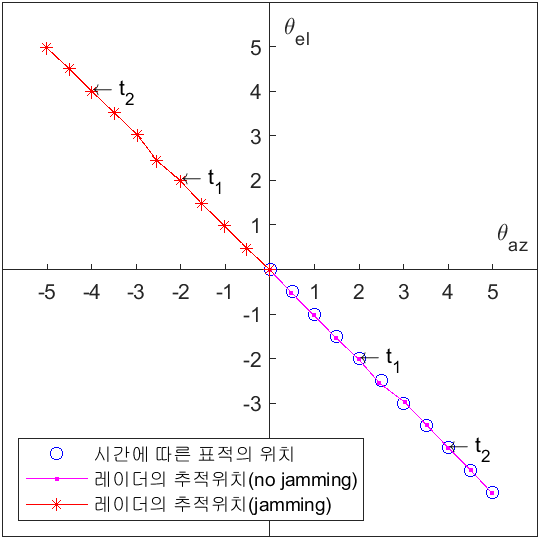 θel
5
4
t2
3
2
t1
1
θaz
-5 -4 -3 -2 -1 1 2 3 4 5
-1
-2
t1
-3
t2
시간에 따른 표적의 위치
레이더의 추적위치(no jamming)
레이더의 추적위치(jamming)